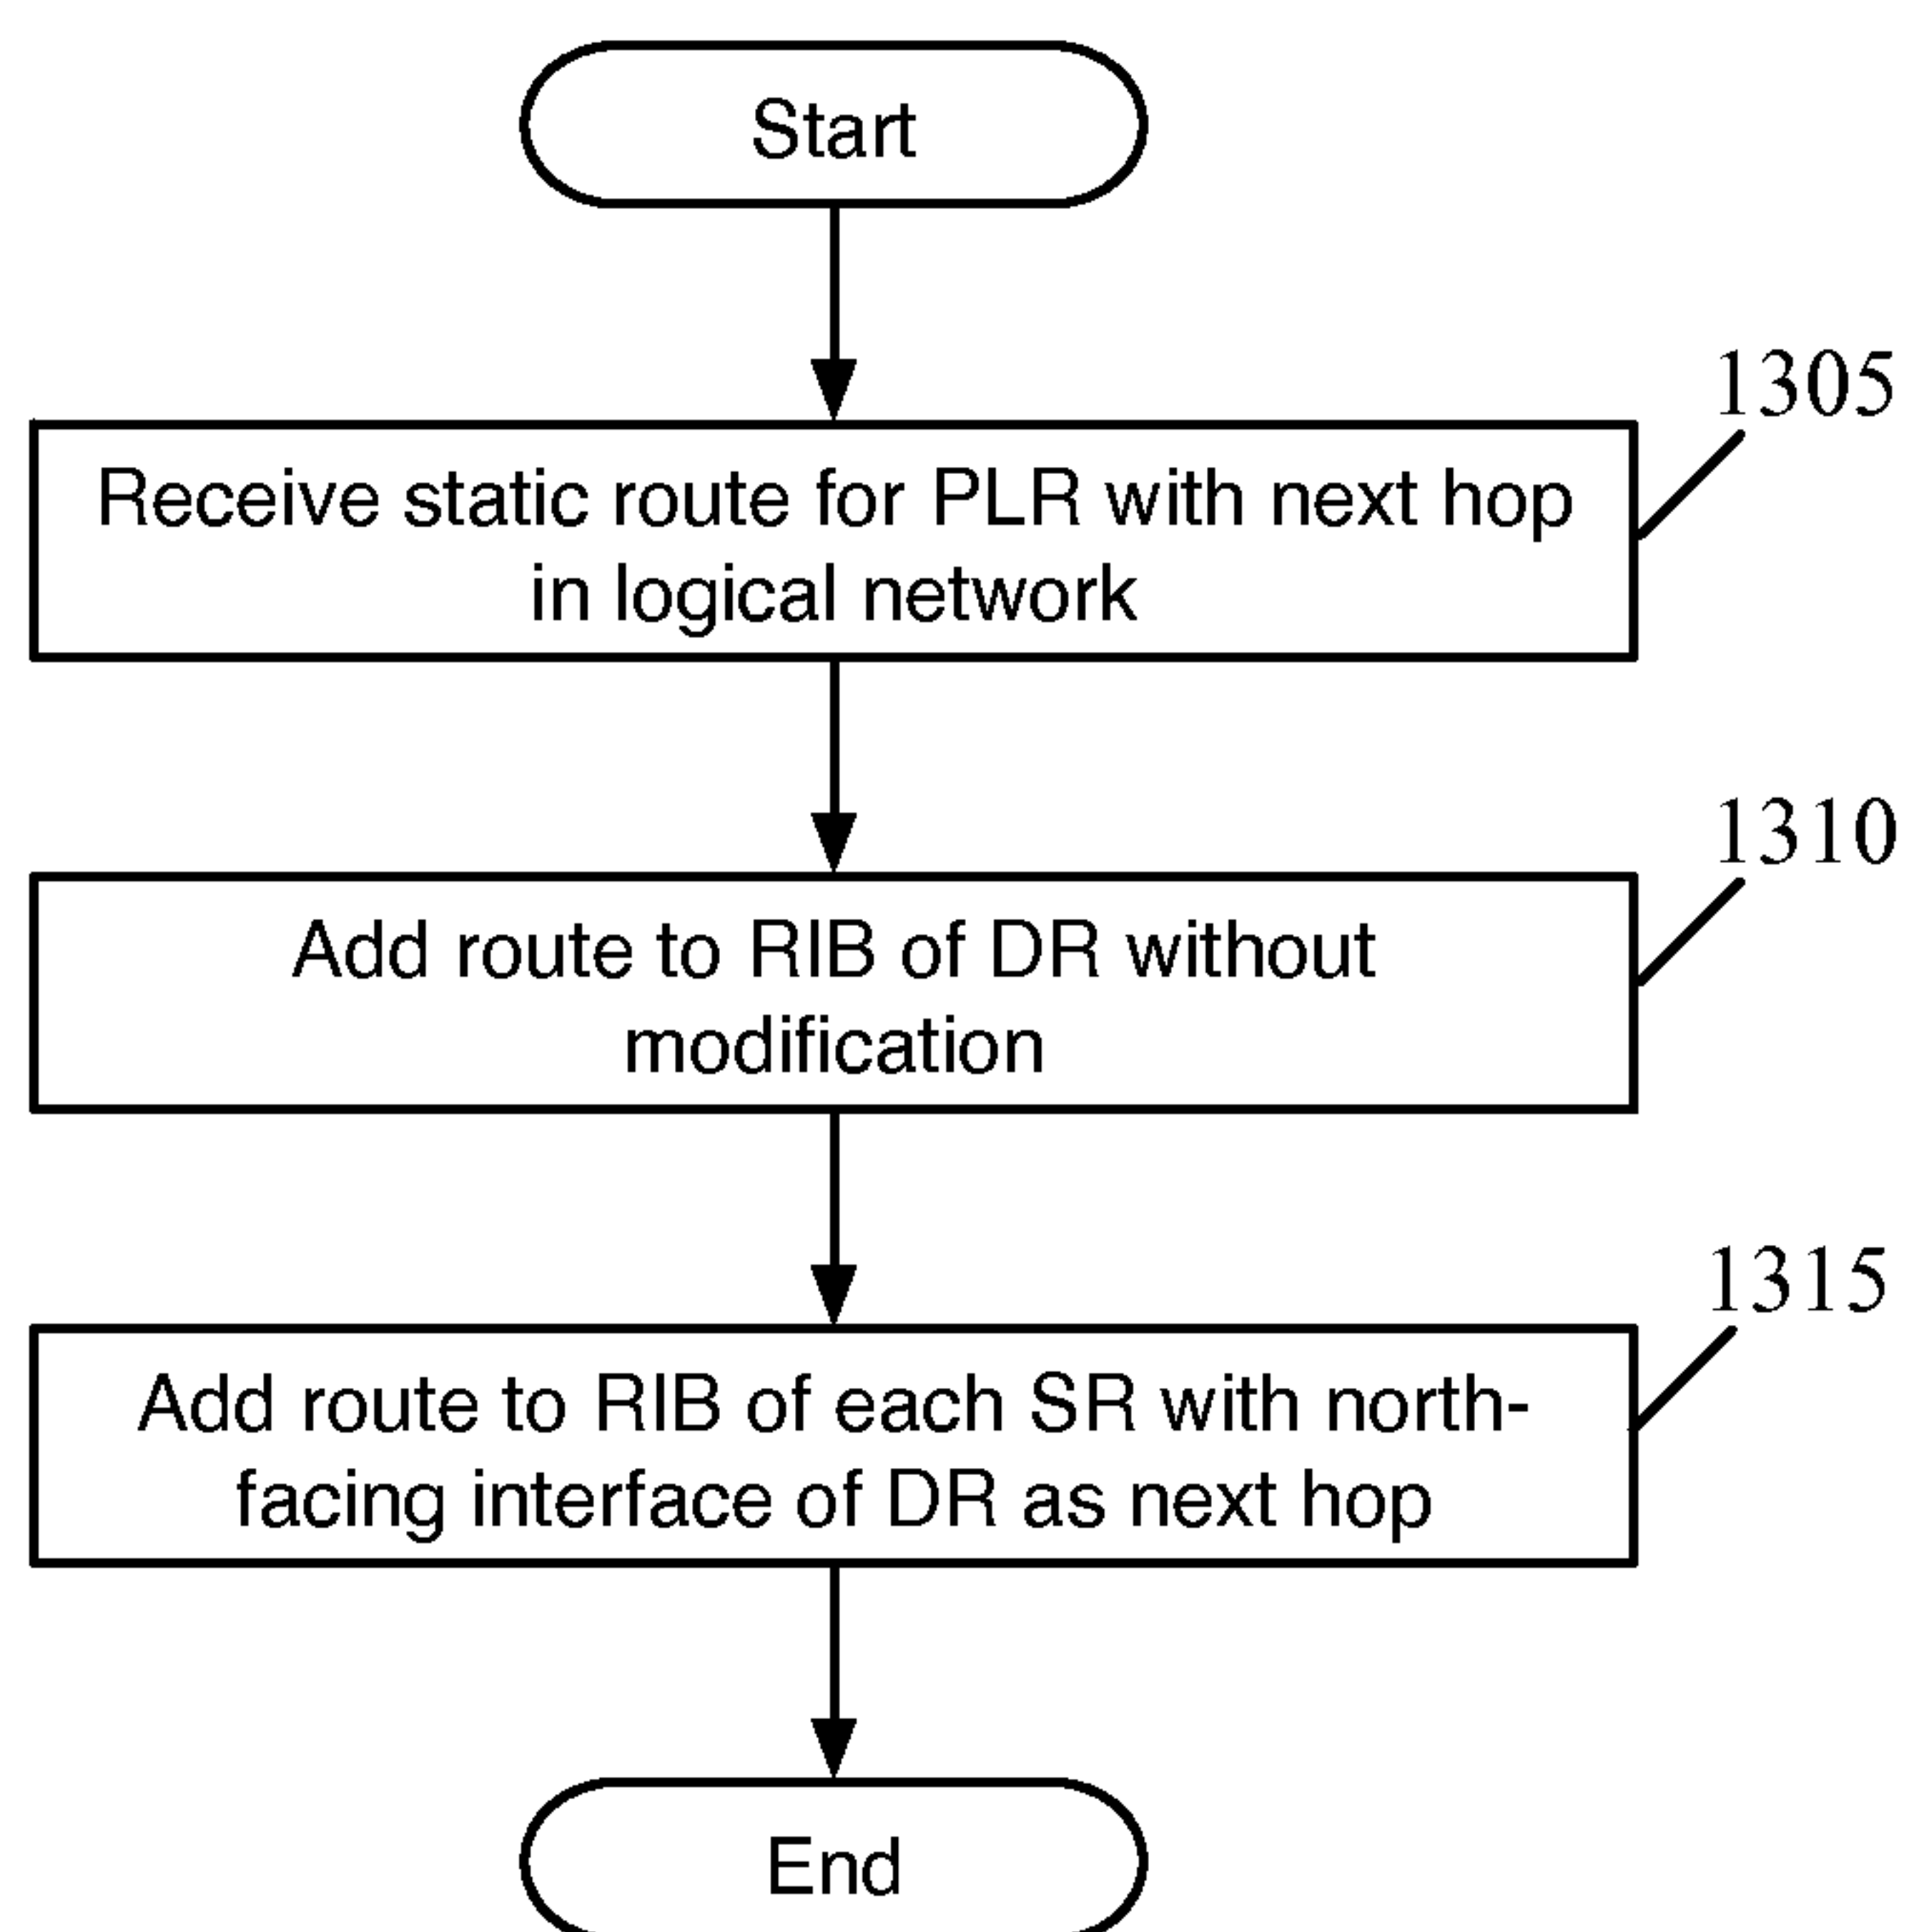 Start
1305
Receive static route for PLR with next hop
in logical network
1310
Add route to RIB of DR without
modification
1315
Add route to RIB of each SR with north-
facing interface of DR as next hop
End